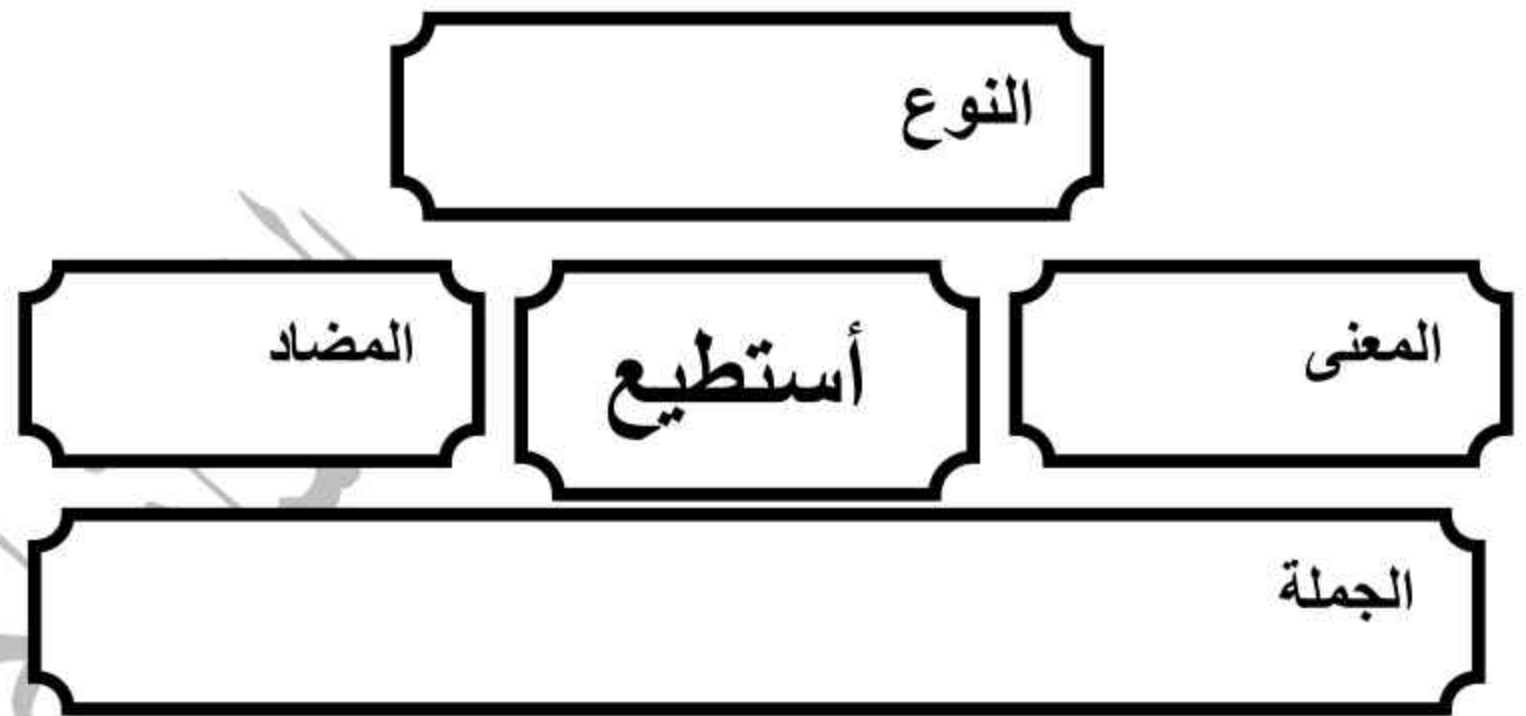 النوع
المعنى
أستطيع
المضاد
الجملة